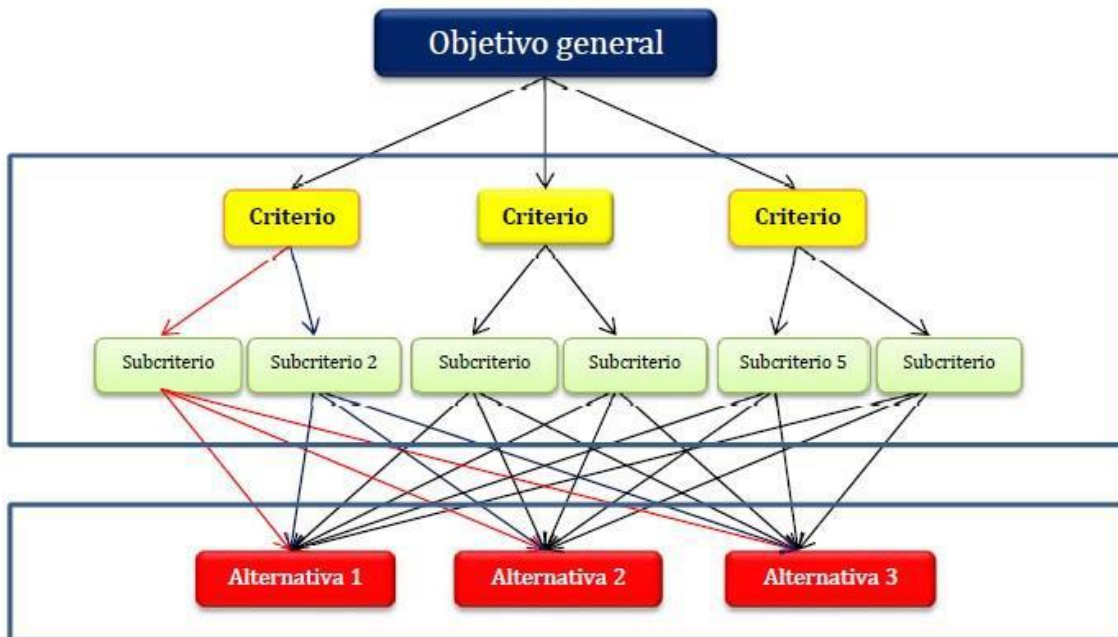 Objetivo general
Criterio
Criterio
Criterio
Subcriterio
Subcriterio 2
Subcriterio
Subcriterio
Subcriterio 5
Subcriterio
Alternativa 1
Alternativa 2
Alternativa 3